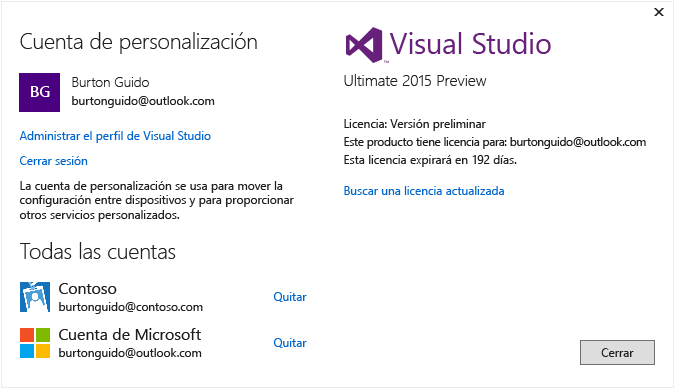 Cuenta de personalización
BG
Burton Guido
burtonguido@outlook.com
Administrar el perfil de Visual Studio
Cerrar sesión
La cuenta de personalización se usa para mover la
configuración entre dispositivos y para proporcionar
otros servicios personalizados.
Todas las cuentas
Contoso
burtonguido@contoso.com
Quitar
Cuenta de Microsoft
burtonguido@outlook.com
Quitar
Visual Studio
™
Ultimate 2015 Preview
Licencia: Versión preliminar
Este producto tiene licencia para: burtonguido@outlook.com
Esta licencia expirará en 192 días.
Buscar una licencia actualizada
Cerrar